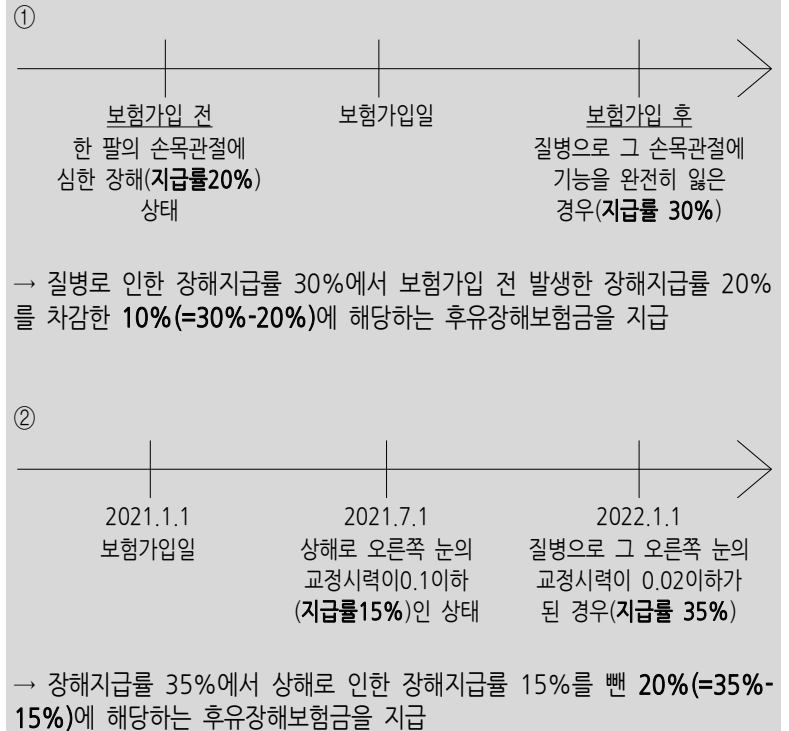 ①
보험가입 전 보험가입일 보험가입 후
한 팔의 손목관절에 질병으로 그 손목관절에
심한 장해(지급률20%) 기능을 완전히 잃은
상태 경우(지급률 30%)
→ 질병로 인한 장해지급률 30%에서 보험가입 전 발생한 장해지급률 20%
를 차감한 10%(=30%-20%)에 해당하는 후유장해보험금을 지급
②
2021.1.1 2021.7.1 2022.1.1
보험가입일 상해로 오른쪽 눈의 질병으로 그 오른쪽 눈의
교정시력이0.1이하 교정시력이 0.02이하가
(지급률15%)인 상태 된 경우(지급률 35%)
→ 장해지급률 35%에서 상해로 인한 장해지급률 15%를 뺀 20%(=35%-
15%)에 해당하는 후유장해보험금을 지급